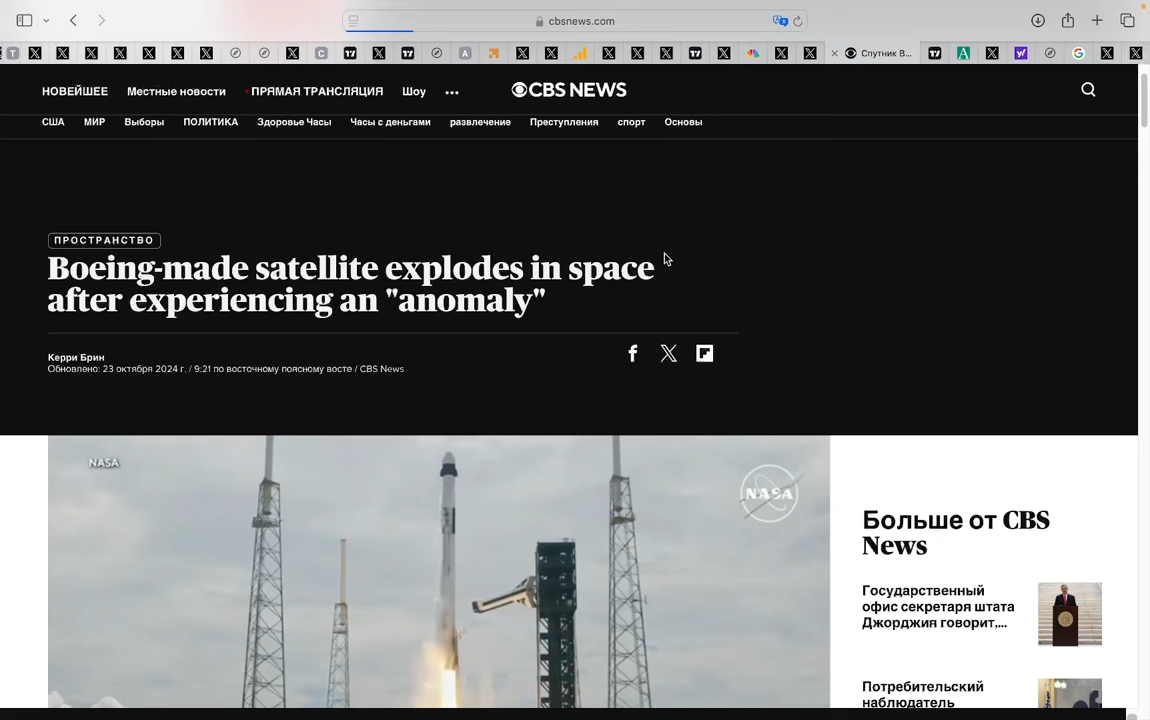 cbsnews.com
Спутник B...
НОВЕЙШЕЕ Местные новости ПРЯМАЯ ТРАНСЛЯЦИЯ Шоу ... CBS NEWS
США МИР Выборы ПОЛИТИКА Здоровье Часы Часы с деньгами развлечение Преступления спорт Основы
ПРОСТРАНСТВО
Boeing-made satellite explodes in space
after experiencing an "anomaly"
Керри Брин
Обновлено: 23 октября 2024 г. / 9:21 по восточному поясному восте / CBS News
NASA
NASA
Больше от CBS
News
Государственный
офис секретаря штата
Джорджия говорит,...
Потребительский
наблюдатель